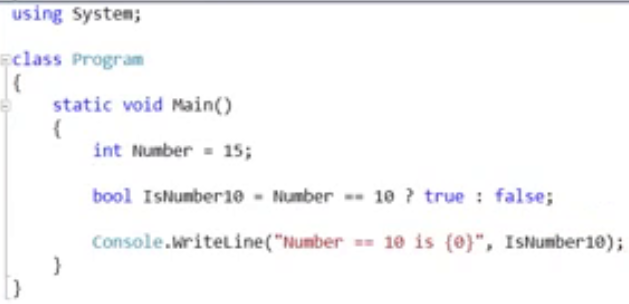 using System;
class Program
{
static void Main()
{
int Number = 15;
bool IsNumber10 = Number == 10 ? true : false;
Console.WriteLine("Number == 10 is {0}", IsNumber10);
}
}